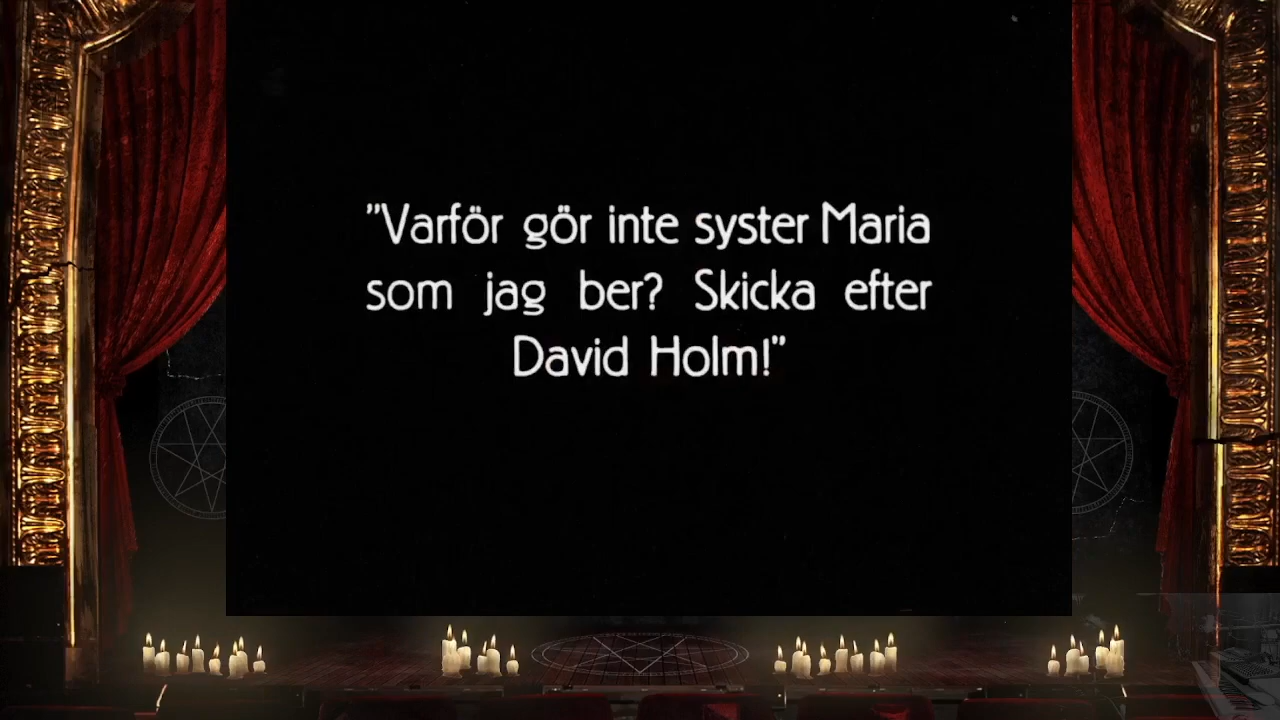 "Varför gör inte syster Maria
som jag ber? Skicka efter
David Holm!"